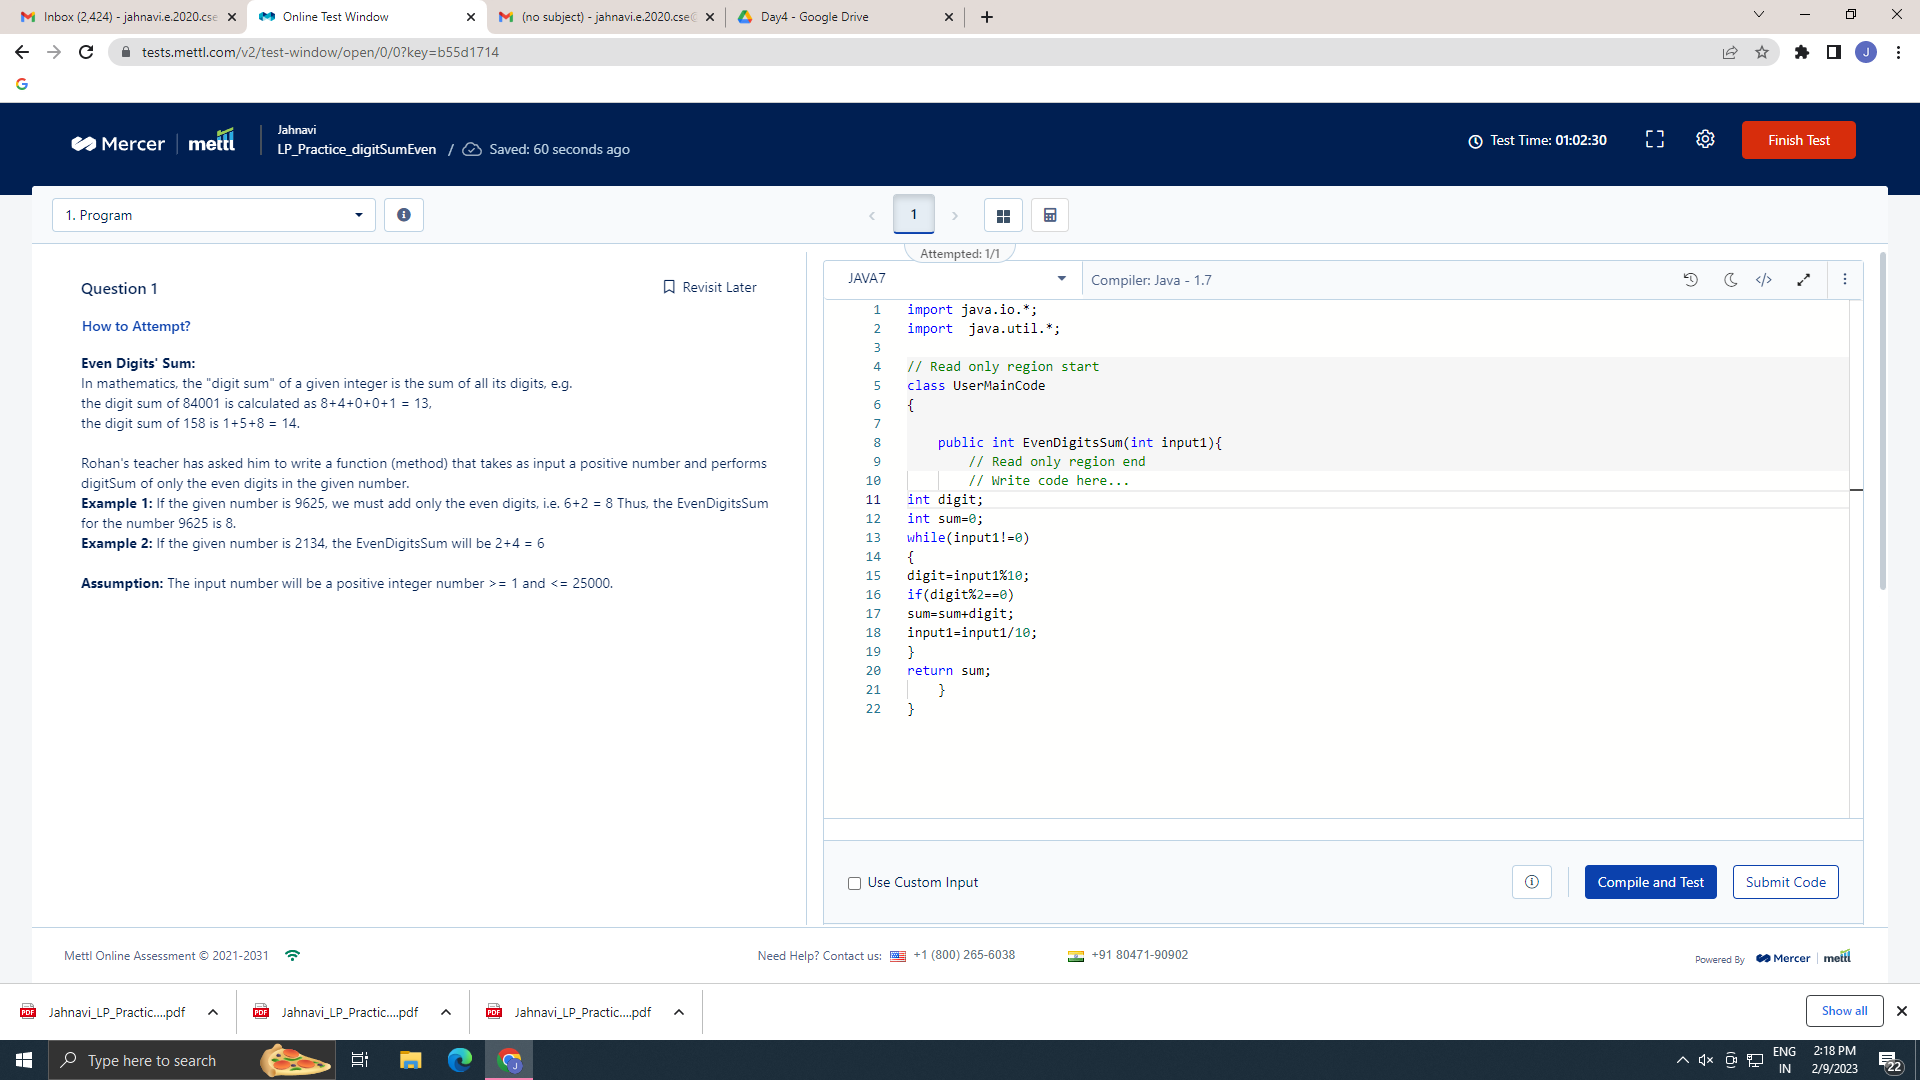 Inbox (2,424) - jahnavi.e.2020.cse
Online Test Window
(no subject) - jahnavi.e.2020.cse@
Day4 - Google Drive
tests.mettl.com/v2/test-window/open/0/0?key=b55d1714
J
Mercer | mettl
Jahnavi
LP_Practice_digitSumEven / Saved: 60 seconds ago
Test Time: 01:02:30
Finish Test
1. Program
1
Attempted: 1/1
Question 1
Revisit Later
How to Attempt?
Even Digits' Sum:
In mathematics, the "digit sum" of a given integer is the sum of all its digits, e.g.
the digit sum of 84001 is calculated as 8+4+0+0+1 = 13,
the digit sum of 158 is 1+5+8 = 14.
Rohan's teacher has asked him to write a function (method) that takes as input a positive number and performs
digitSum of only the even digits in the given number.
Example 1: If the given number is 9625, we must add only the even digits, i.e. 6+2 = 8 Thus, the EvenDigitsSum
for the number 9625 is 8.
Example 2: If the given number is 2134, the EvenDigitsSum will be 2+4 = 6
Assumption: The input number will be a positive integer number >= 1 and <= 25000.
JAVA7
Compiler: Java - 1.7
1 import java.io.*;
2 import  java.util.*;
3
4 // Read only region start
5 class UserMainCode
6 {
7
8     public int EvenDigitsSum(int input1){
9         // Read only region end
10         // Write code here...
11 int digit;
12 int sum=0;
13 while(input1!=0)
14 {
15 digit=input1%10;
16 if(digit%2==0)
17 sum=sum+digit;
18 input1=input1/10;
19 }
20 return sum;
21     }
22 }
Use Custom Input
Compile and Test
Submit Code
Mettl Online Assessment © 2021-2031
Need Help? Contact us: +1 (800) 265-6038
+91 80471-90902
Powered By Mercer | mettl
Jahnavi_LP_Practic....pdf
Jahnavi_LP_Practic....pdf
Jahnavi_LP_Practic....pdf
Show all
Type here to search
J
ENG
IN
2:18 PM
2/9/2023
22